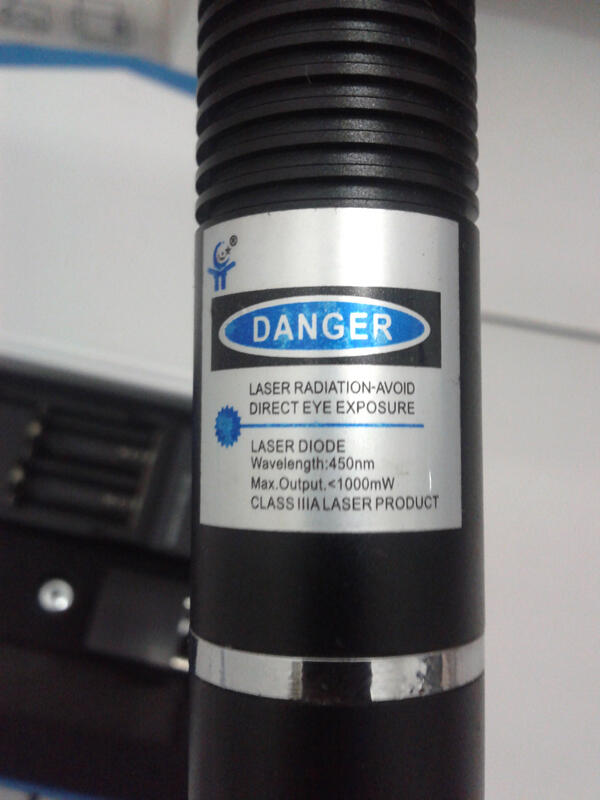 ®
DANGER
LASER RADIATION-AVOID
DIRECT EYE EXPOSURE
LASER DIODE
Wavelength:450nm
Max.Output.<1000mW
CLASS IIIA LASER PRODUCT